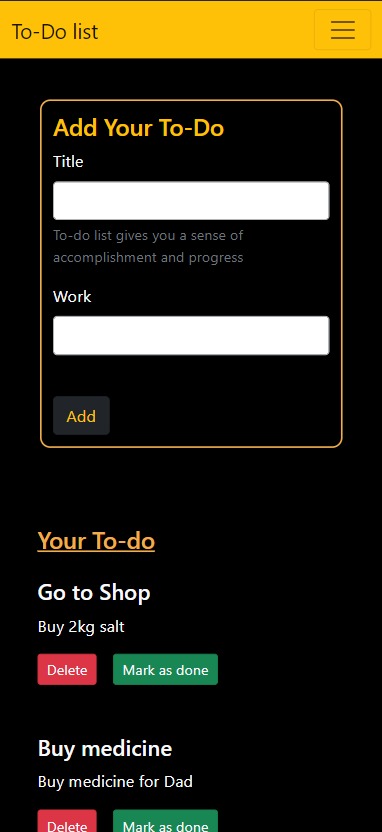 To-Do list
Add Your To-Do
Title
To-do list gives you a sense of
accomplishment and progress
Work
Add
Your To-do
Go to Shop
Buy 2kg salt
Delete Mark as done
Buy medicine
Buy medicine for Dad
Delete Mark as done